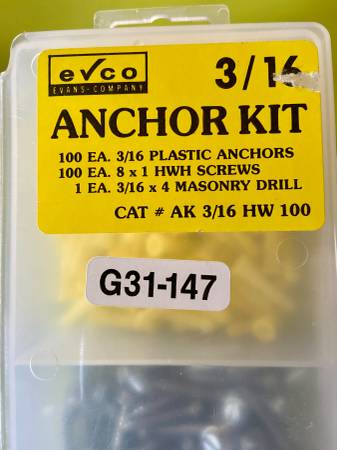 evco
EVANS-COMPANY
3/16
ANCHOR KIT
100 EA. 3/16 PLASTIC ANCHORS
100 EA. 8 x 1 HWH SCREWS
1 EA. 3/16 x 4 MASONRY DRILL
CAT # AK 3/16 HW 100
G31-147